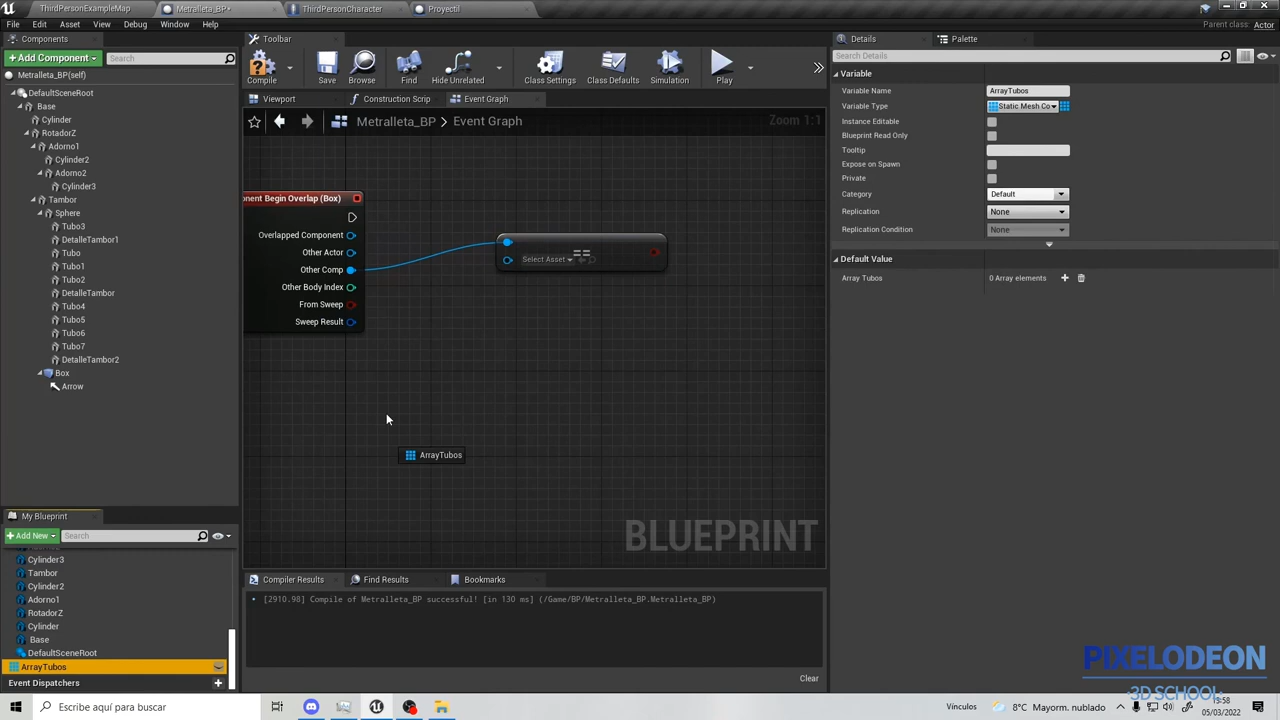 ThirdPersonExampleMap
Metralleta_BP*
ThirdPersonCharacter
Proyectil
File
Edit
Asset
View
Debug
Window
Help
Parent class: Actor
Components
Add Component
Search
Metralleta_BP(self)
DefaultSceneRoot
Base
Cylinder
RotadorZ
Adorno1
Cylinder2
Adorno2
Cylinder3
Tambor
Sphere
Tubo3
DetalleTambor1
Tubo
Tubo1
Tubo2
DetalleTambor
Tubo4
Tubo5
Tubo6
Tubo7
DetalleTambor2
Box
Arrow
My Blueprint
Add New
Search
Cylinder3
Tambor
Cylinder2
Adorno1
RotadorZ
Cylinder
Base
DefaultSceneRoot
ArrayTubos
Event Dispatchers
Toolbar
Compile
Save
Browse
Find
Hide Unrelated
Class Settings
Class Defaults
Simulation
Play
Viewport
Construction Scrip
Event Graph
Metralleta_BP > Event Graph
Zoom 1:1
onent Begin Overlap (Box)
Overlapped Component
Other Actor
Other Comp
Other Body Index
From Sweep
Sweep Result
==
Select Asset
ArrayTubos
BLUEPRINT
Compiler Results
Find Results
Bookmarks
[2910.98] Compile of Metralleta_BP successful! [in 130 ms] (/Game/BP/Metralleta_BP.Metralleta_BP)
Clear
Details
Palette
Search Details
Variable
Variable Name
ArrayTubos
Variable Type
Static Mesh Co
Instance Editable
Blueprint Read Only
Tooltip
Expose on Spawn
Private
Category
Default
Replication
None
Replication Condition
None
Default Value
Array Tubos
0 Array elements
PIXELODEON
3D SCHOOL
Escribe aquí para buscar
Vínculos
8°C Mayorm. nublado
15:58
05/03/2022